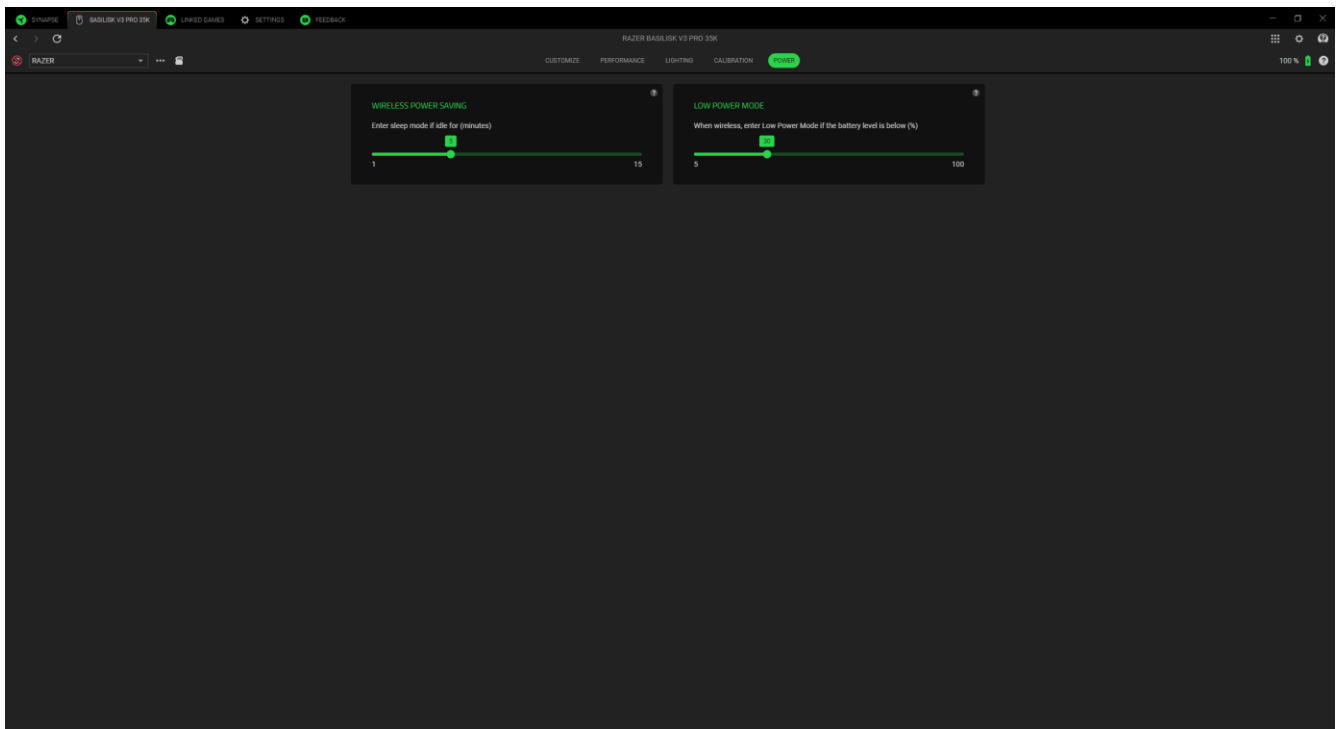 SYNAPSE BASILISK V3 PRO 35K LINKED GAMES SETTINGS FEEDBACK
RAZER BASILISK V3 PRO 35K
RAZER CUSTOMIZE PERFORMANCE LIGHTING CALIBRATION POWER 100 %
WIRELESS POWER SAVING
Enter sleep mode if idle for (minutes)
5
1 15
LOW POWER MODE
When wireless, enter Low Power Mode if the battery level is below (%)
30
5 100